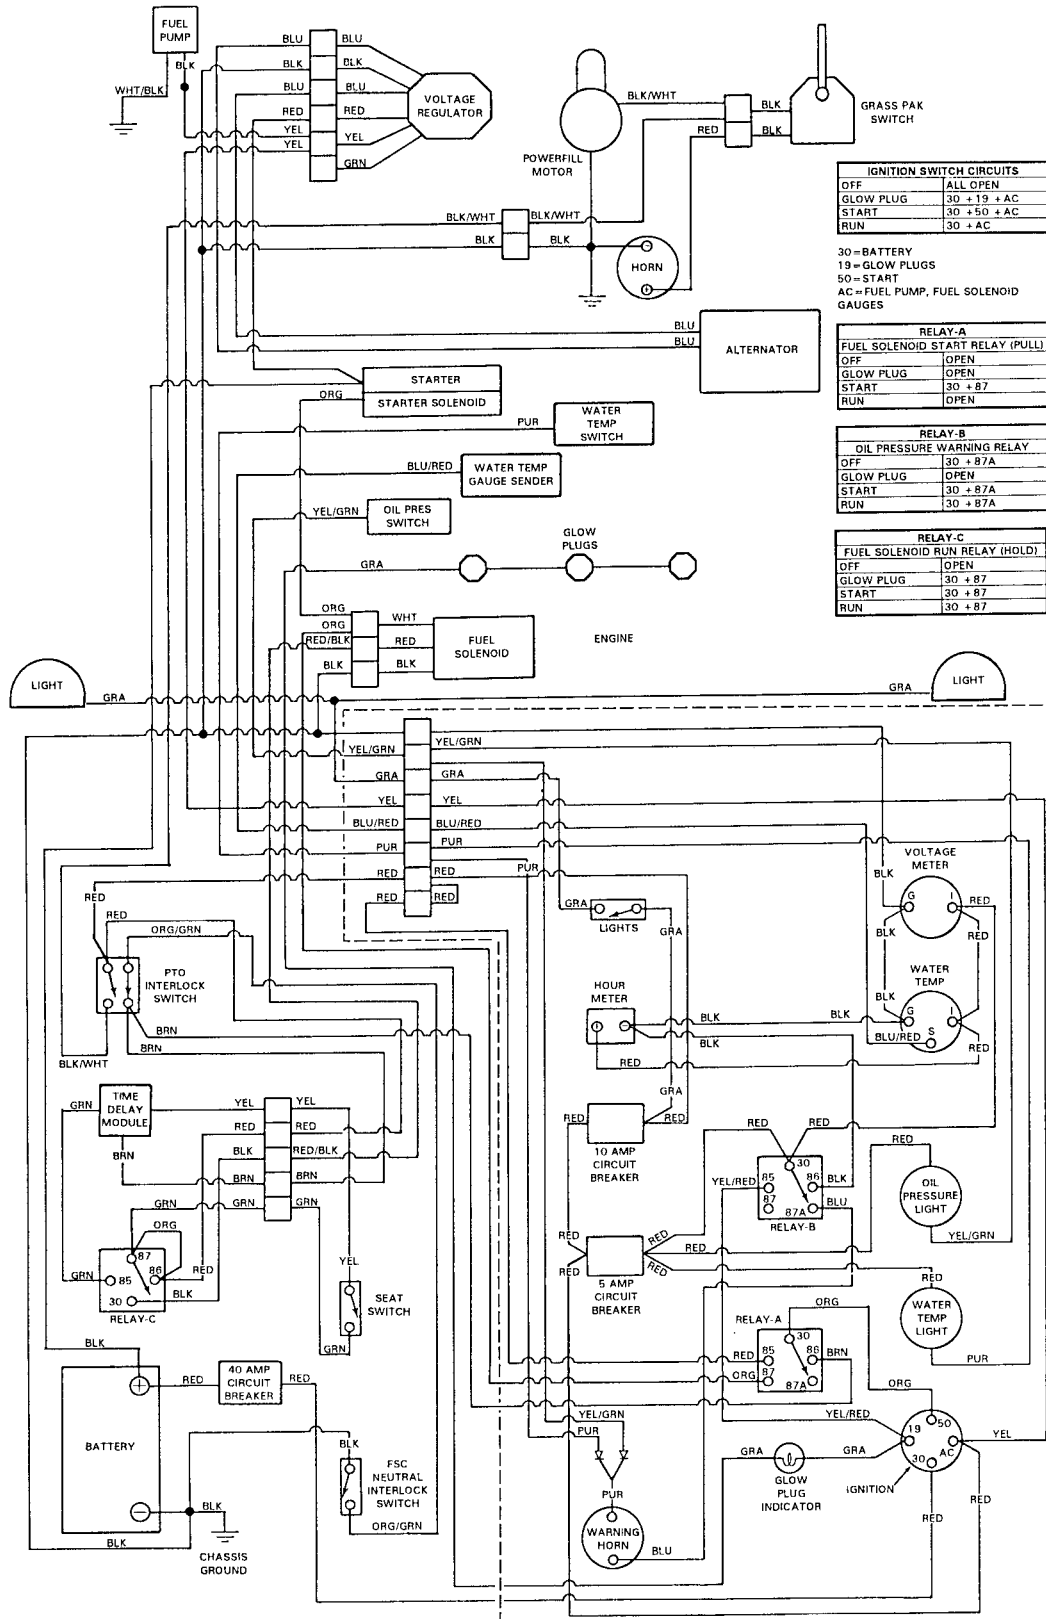 FUEL
PUMP
BLK
WHT/BLK
BLU
BLU
BLK
BLK
BLU
BLU
RED
RED
YEL
YEL
YEL
GRN
VOLTAGE
REGULATOR
BLK/WHT
POWERFILL
MOTOR
BLK
RED
BLK
GRASS PAK
SWITCH
IGNITION SWITCH CIRCUITS
OFF ALL OPEN
GLOW PLUG 30 + 19 + AC
START 30 + 50 + AC
RUN 30 + AC
30 = BATTERY
19 = GLOW PLUGS
50 = START
AC = FUEL PUMP, FUEL SOLENOID
GAUGES
BLK/WHT
BLK/WHT
BLK
BLK
HORN
BLU
BLU
ALTERNATOR
RELAY-A
FUEL SOLENOID START RELAY (PULL)
OFF OPEN
GLOW PLUG OPEN
START 30 + 87
RUN OPEN
STARTER
ORG
STARTER SOLENOID
PUR
WATER
TEMP
SWITCH
RELAY-B
OIL PRESSURE WARNING RELAY
OFF 30 + 87A
GLOW PLUG OPEN
START 30 + 87A
RUN 30 + 87A
BLU/RED
WATER TEMP
GAUGE SENDER
YEL/GRN
OIL PRES
SWITCH
RELAY-C
FUEL SOLENOID RUN RELAY (HOLD)
OFF OPEN
GLOW PLUG 30 + 87
START 30 + 87
RUN 30 + 87
GLOW
PLUGS
GRA
ORG
ORG
WHT
RED/BLK
RED
BLK
BLK
FUEL
SOLENOID
ENGINE
LIGHT
GRA
GRA
LIGHT
YEL/GRN
YEL/GRN
GRA
GRA
YEL
YEL
BLU/RED
BLU/RED
PUR
PUR
PUR
RED
RED
RED
RED
VOLTAGE
METER
BLK
G
I
RED
GRA
LIGHTS
GRA
BLK
RED
RED
RED
ORG/GRN
PTO
INTERLOCK
SWITCH
BRN
BRN
BLK/WHT
HOUR
METER
WATER
TEMP
BLK
BLK
BLK
BLK
G
I
S
BLU/RED
RED
RED
GRA
GRN
TIME
DELAY
MODULE
BRN
YEL
YEL
RED
RED
BLK
RED/BLK
BRN
BRN
GRN
GRN
GRN
ORG
RED
RED
10 AMP
CIRCUIT
BREAKER
RED
RED
RED
YEL/RED
85
30
86
BLK
87
87A
BLU
RELAY-B
OIL
PRESSURE
LIGHT
YEL/GRN
87
86
RED
GRN
85
30
BLK
RELAY-C
YEL
SEAT
SWITCH
GRN
RED
RED
RED
RED
RED
5 AMP
CIRCUIT
BREAKER
RED
WATER
TEMP
LIGHT
PUR
RELAY-A
ORG
30
RED
85
86
BRN
ORG
87
87A
BLK
RED
40 AMP
CIRCUIT
BREAKER
RED
BATTERY
BLK
FSC
NEUTRAL
INTERLOCK
SWITCH
ORG/GRN
BLK
BLK
CHASSIS
GROUND
YEL/GRN
PUR
PUR
WARNING
HORN
BLU
ORG
YEL/RED
19
50
AC
30
YEL
GRA
GRA
GLOW
PLUG
INDICATOR
IGNITION
RED
RED